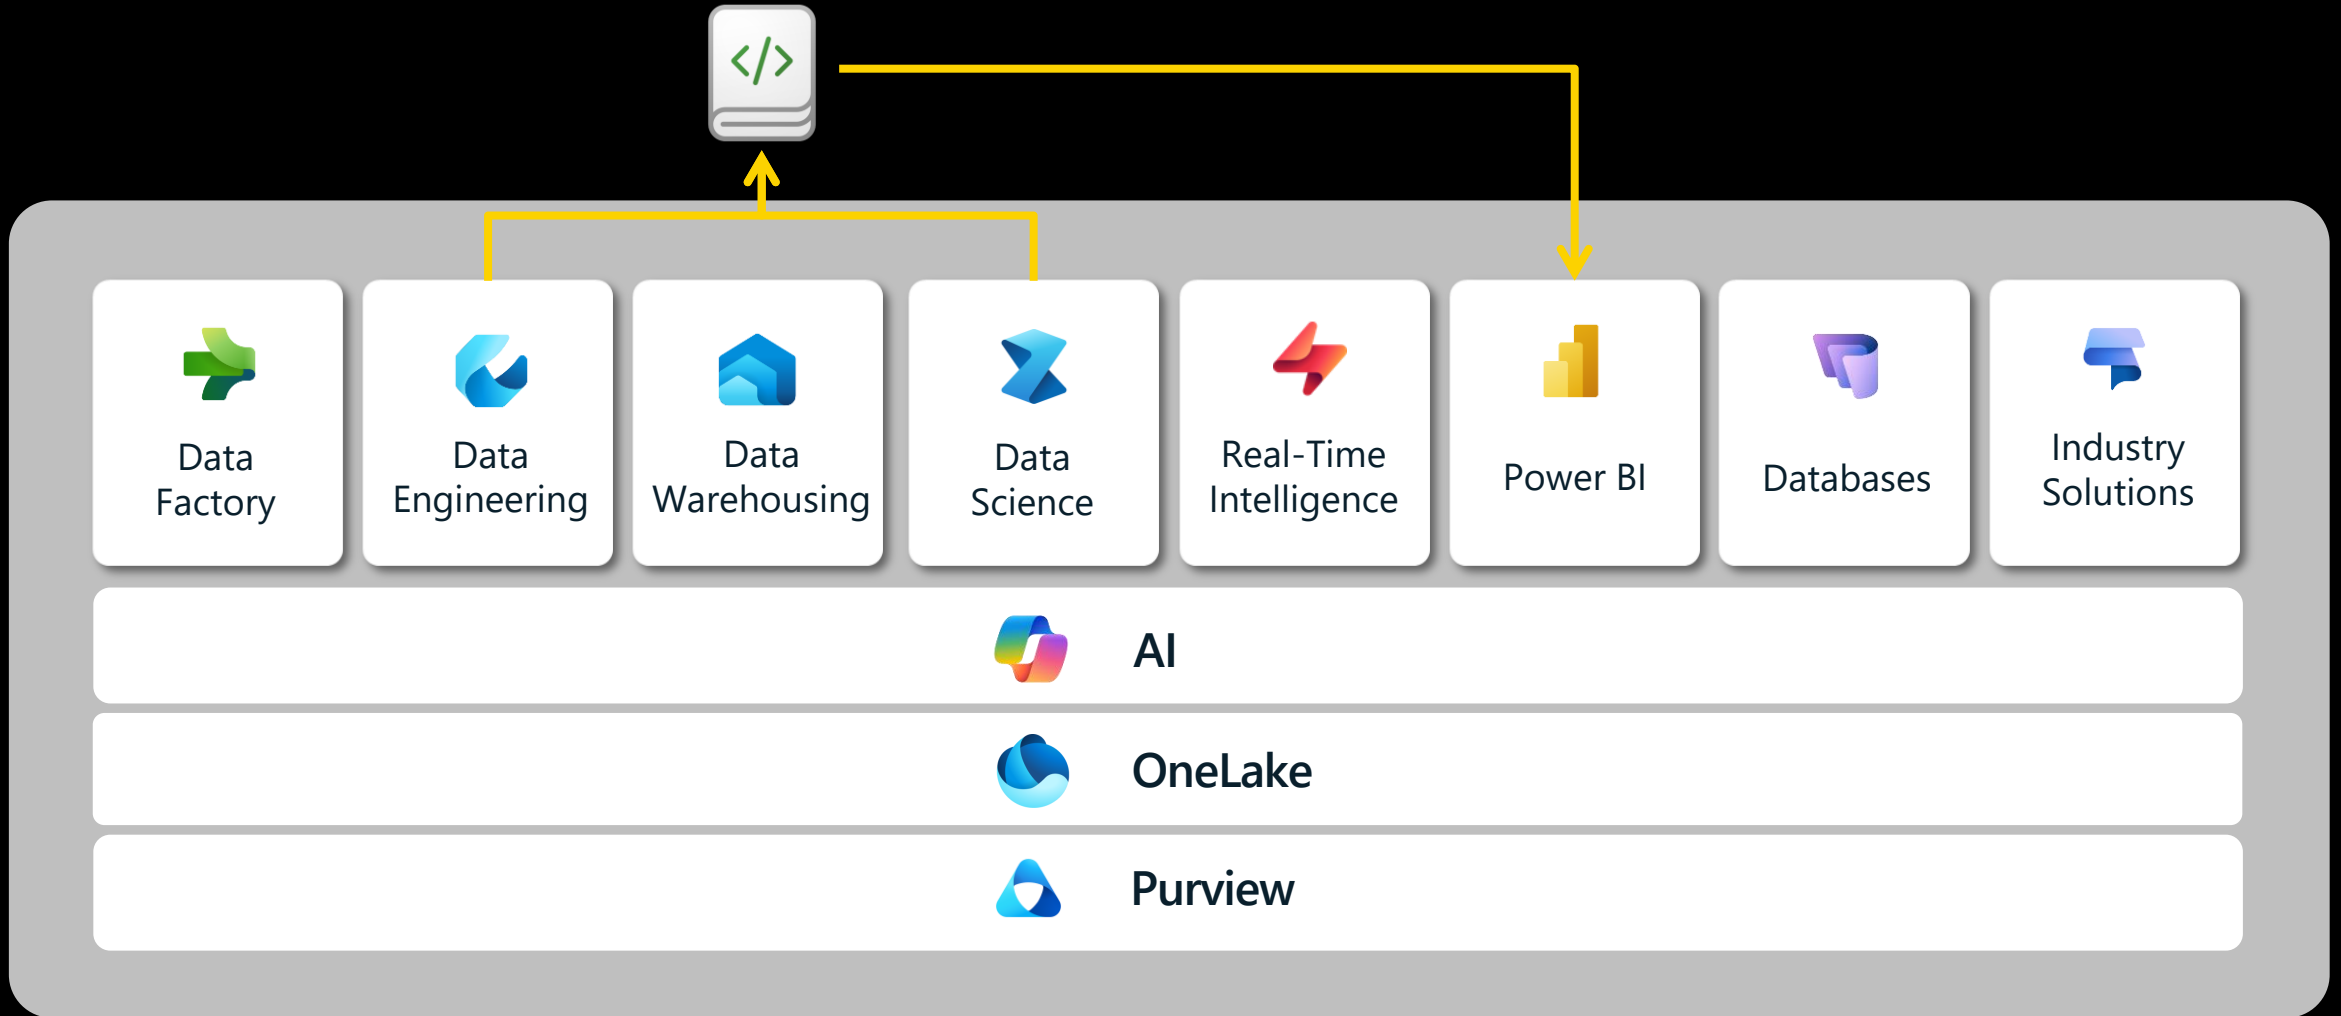 </>
Data
Factory
Data
Engineering
Data
Warehousing
Data
Science
Real-Time
Intelligence
Power BI
Databases
Industry
Solutions
AI
OneLake
Purview